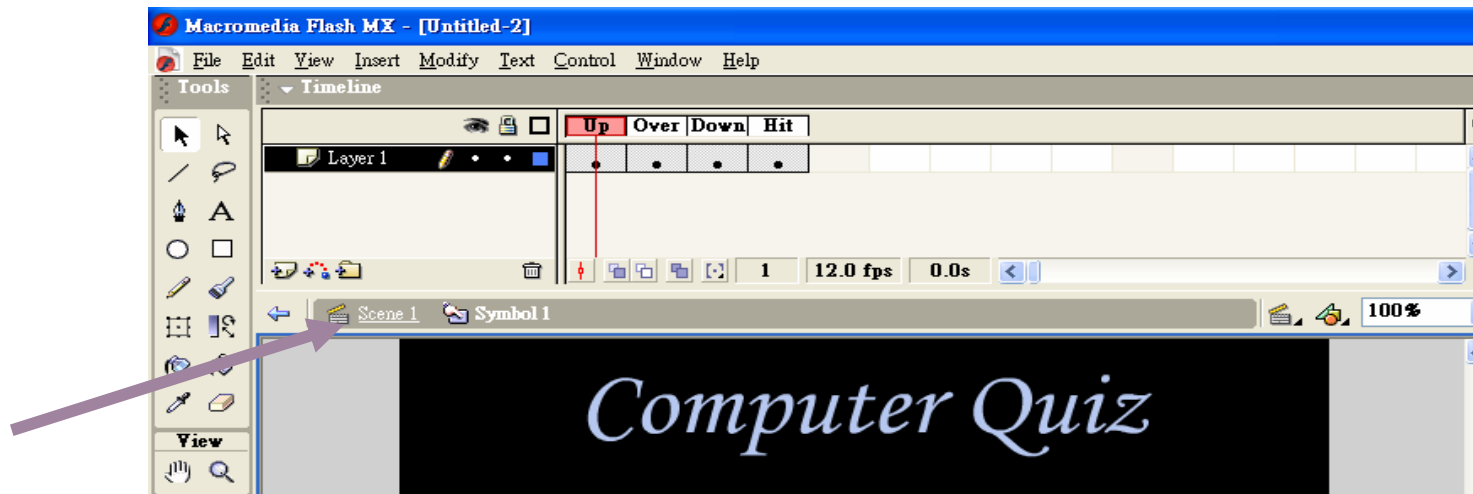 Macromedia Flash MX - [Untitled-2]
File Edit View Insert Modify Text Control Window Help
Tools Timeline
Up Over Down Hit
Layer 1
1 12.0 fps 0.0s
Scene 1 Symbol 1 100%
Computer Quiz
View